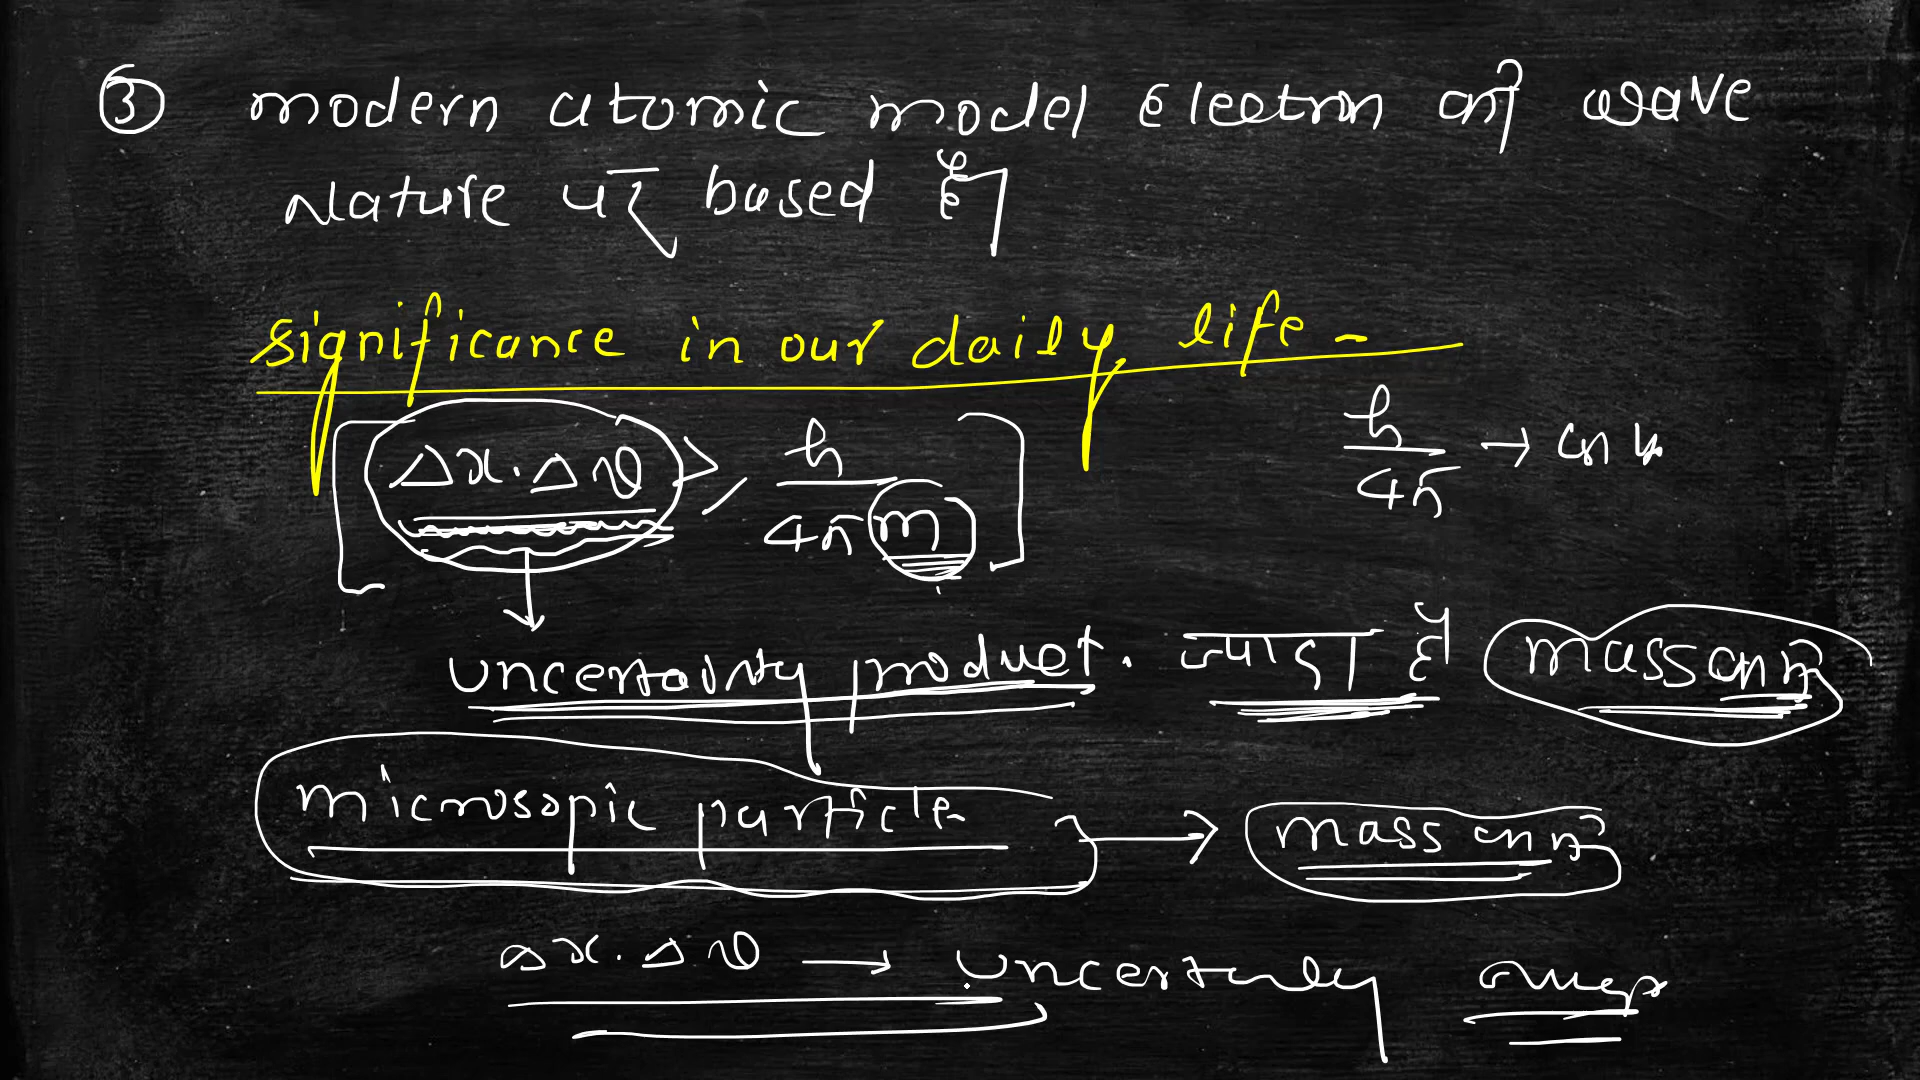 ③ modern atomic model electron की wave
Nature पर based है
significance in our daily life -
Δx.Δv ≥ h/4πm
h/4π →
uncertainty product. ज्यादा है mass कम
microsopic particle → mass कम
Δx.Δv → uncertainty